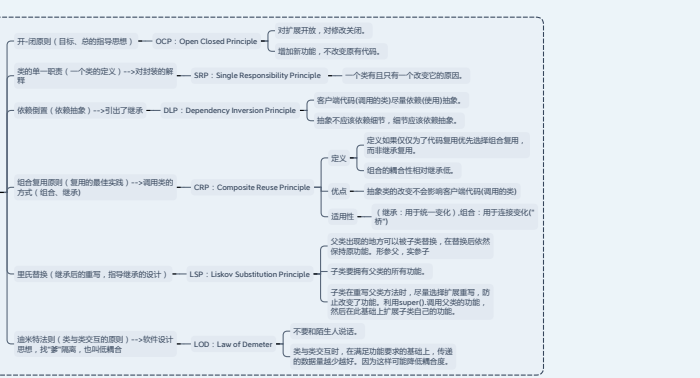 开-闭原则（目标、总的指导思想）
OCP：Open Closed Principle
对扩展开放，对修改关闭。
增加新功能，不改变原有代码。
类的单一职责（一个类的定义）-->对封装的解
释
SRP：Single Responsibility Principle
一个类有且只有一个改变它的原因。
依赖倒置（依赖抽象）-->引出了继承
DLP：Dependency Inversion Principle
客户端代码(调用的类)尽量依赖(使用)抽象。
抽象不应该依赖细节，细节应该依赖抽象。
组合复用原则（复用的最佳实践）-->调用类的
方式（组合、继承)
CRP：Composite Reuse Principle
定义
定义如果仅仅为了代码复用优先选择组合复用，
而非继承复用。
组合的耦合性相对继承低。
优点
抽象类的改变不会影响客户端代码(调用的类)
适用性
（继承：用于统一变化）,组合：用于连接变化("
桥")
里氏替换（继承后的重写，指导继承的设计）
LSP：Liskov Substitution Principle
父类出现的地方可以被子类替换，在替换后依然
保持原功能。形参父，实参子
子类要拥有父类的所有功能。
子类在重写父类方法时，尽量选择扩展重写，防
止改变了功能。利用super().调用父类的功能，
然后在此基础上扩展子类自己的功能。
迪米特法则（类与类交互的原则）-->软件设计
思想，找"爹"隔离，也叫低耦合
LOD：Law of Demeter
不要和陌生人说话。
类与类交互时，在满足功能要求的基础上，传递
的数据量越少越好。因为这样可能降低耦合度。